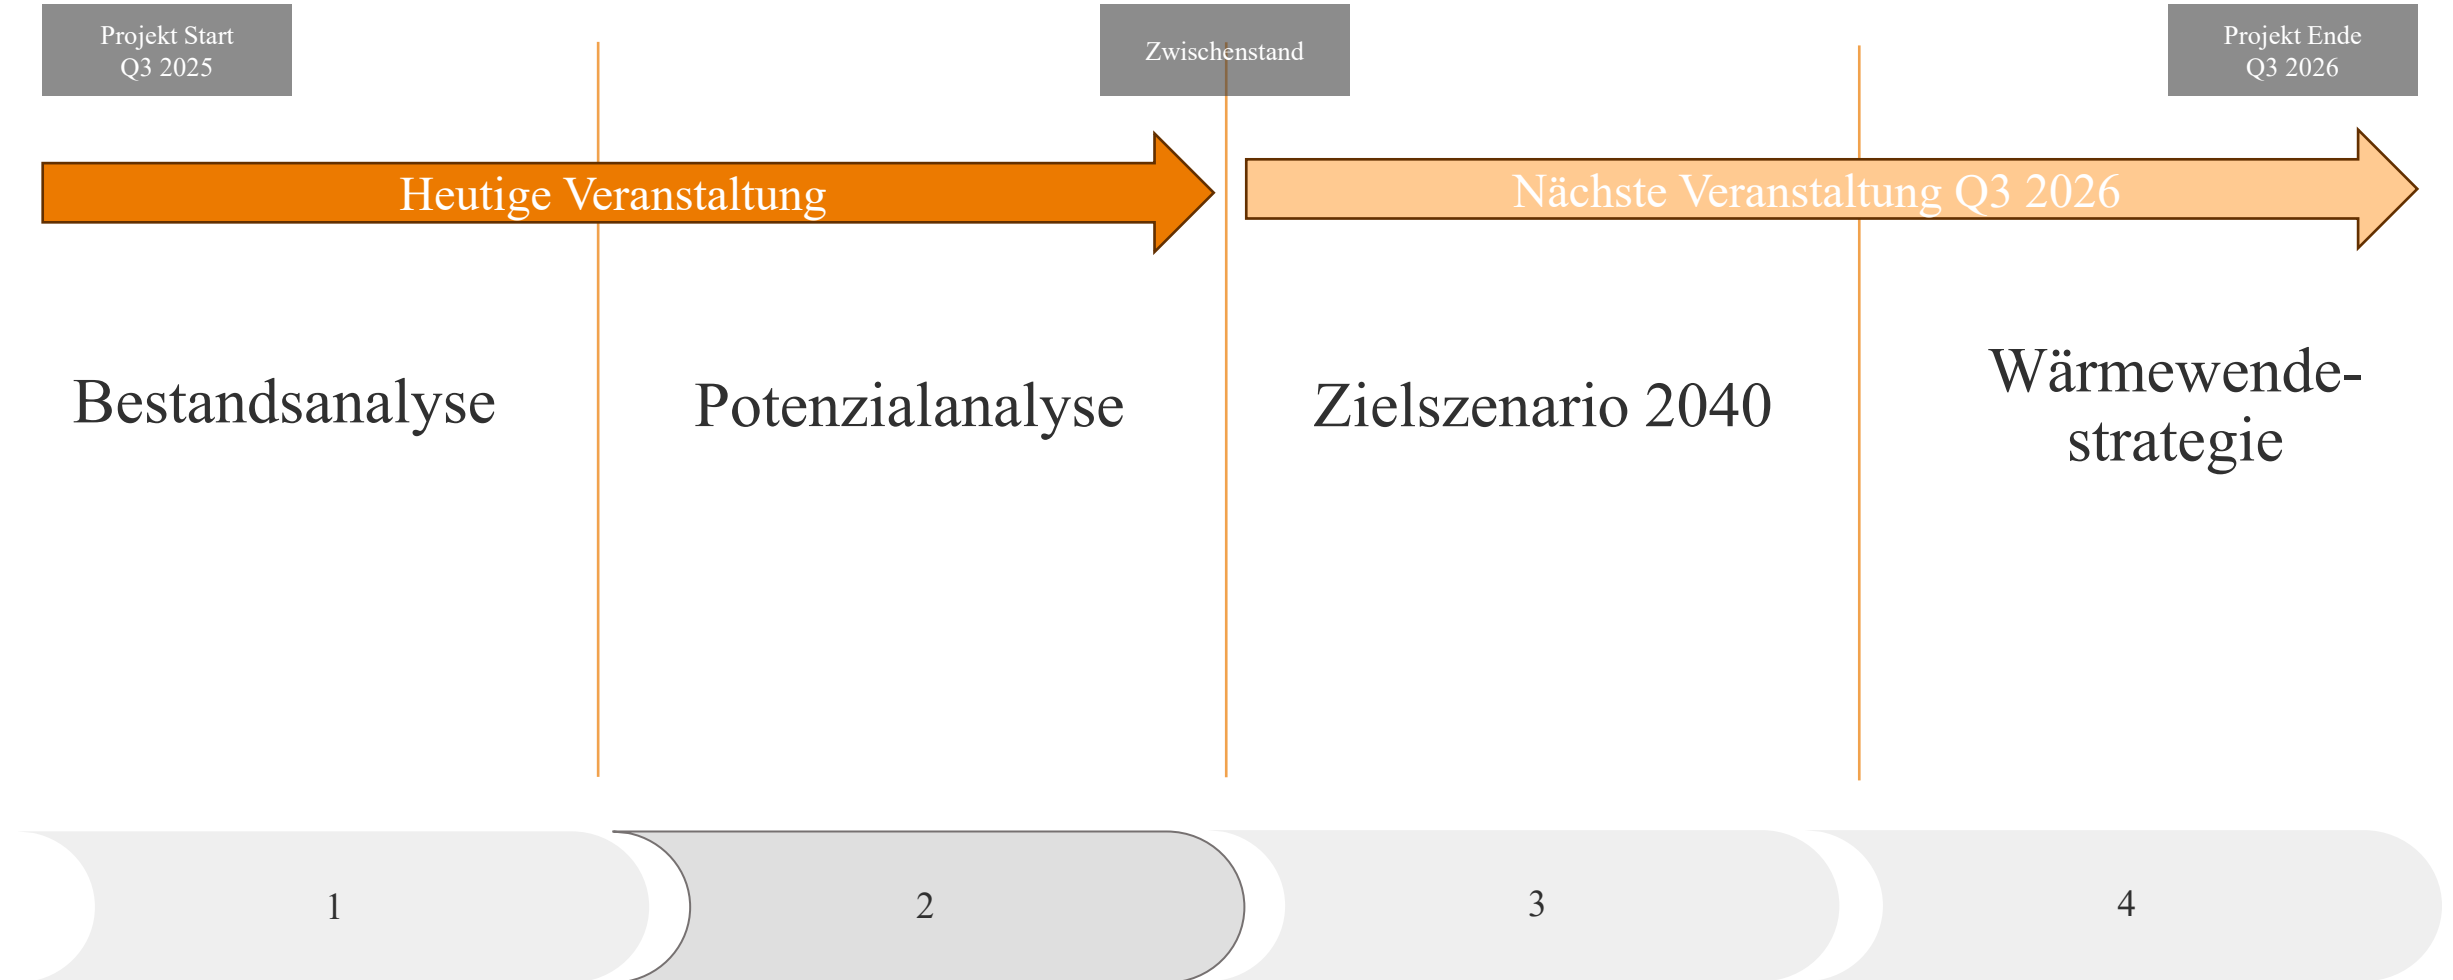 Projekt Start
Q3 2025
Zwischenstand
Projekt Ende
Q3 2026
Heutige Veranstaltung
Nächste Veranstaltung Q3 2026
Bestandsanalyse
Potenzialanalyse
Zielszenario 2040
Wärmewende-
strategie
1
2
3
4